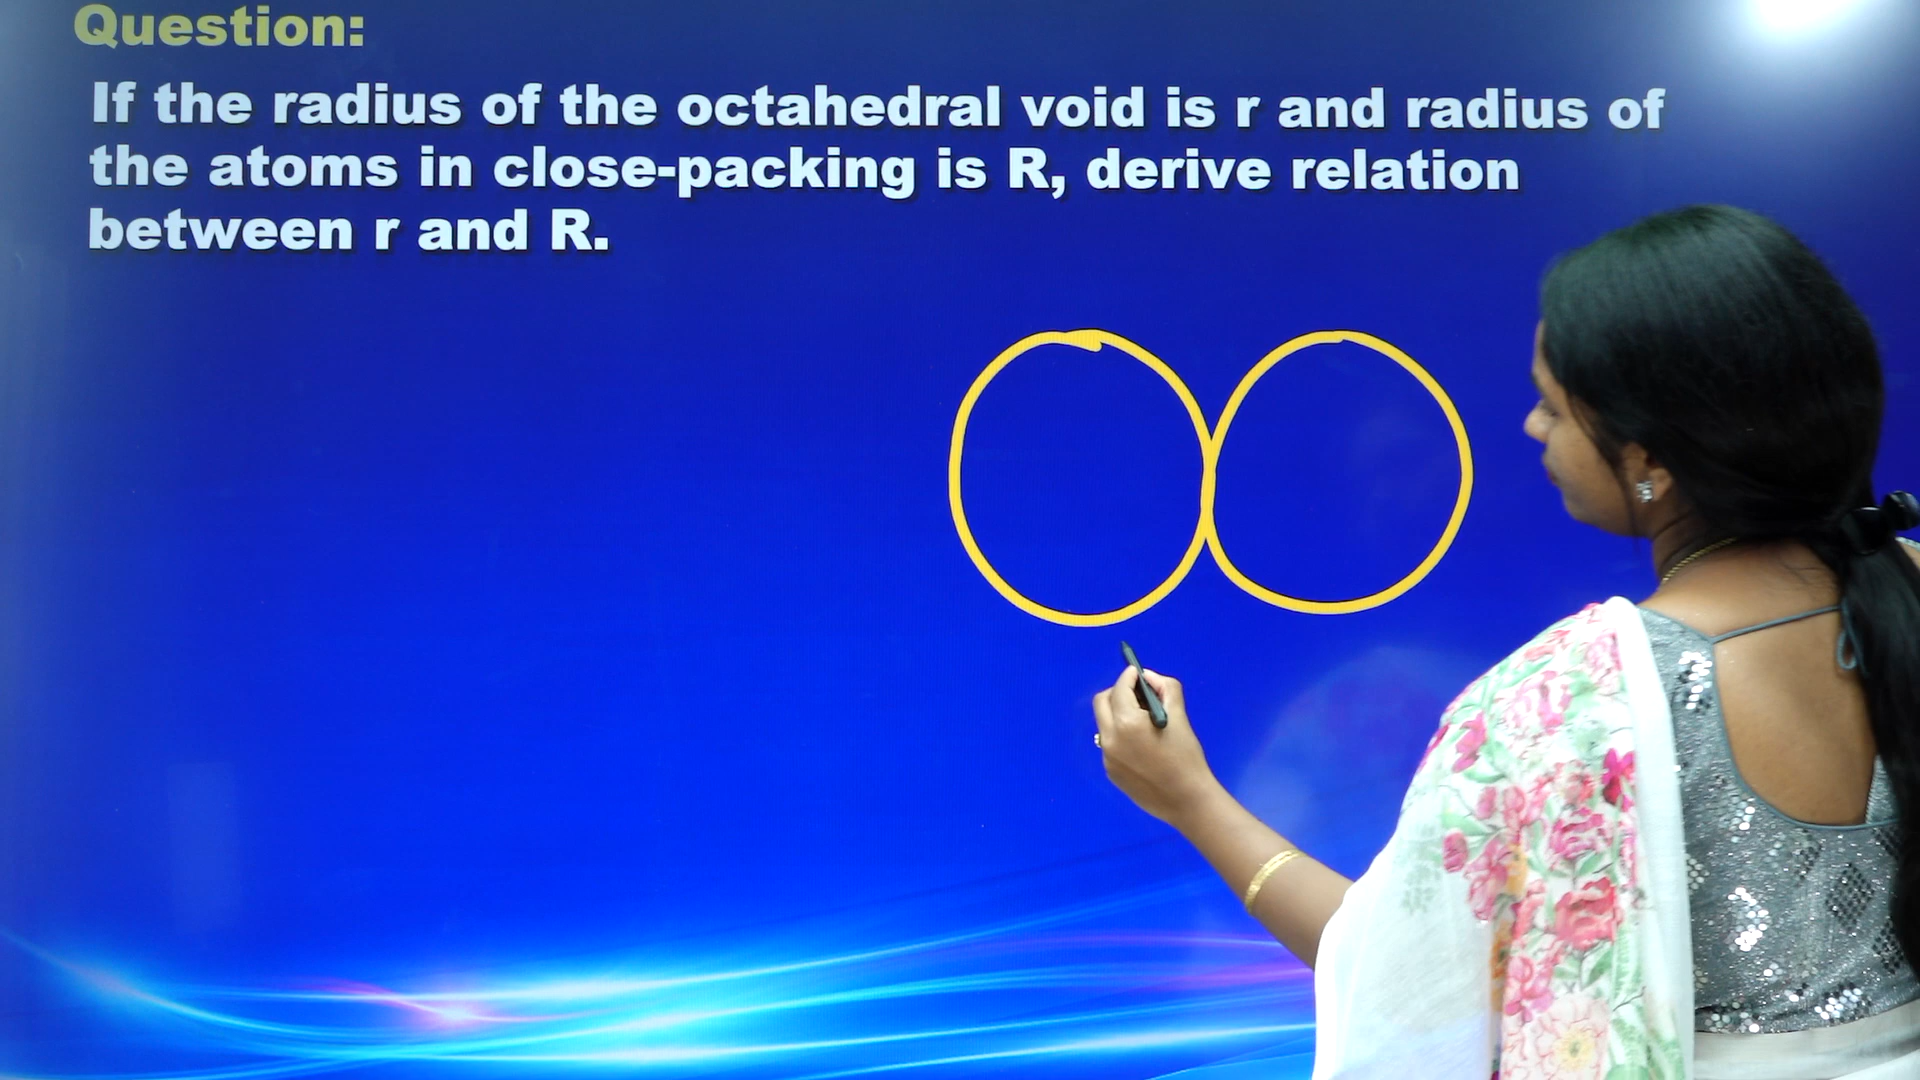 Question:
If the radius of the octahedral void is r and radius of
the atoms in close-packing is R, derive relation
between r and R.